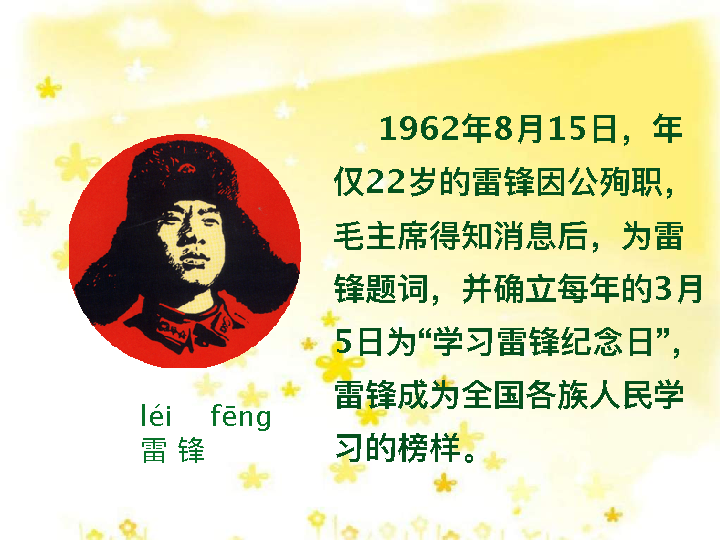 1962年8月15日，年
仅22岁的雷锋因公殉职，
毛主席得知消息后，为雷
锋题词，并确立每年的3月
5日为“学习雷锋纪念日”，
雷锋成为全国各族人民学
习的榜样。
léi fēng
雷 锋